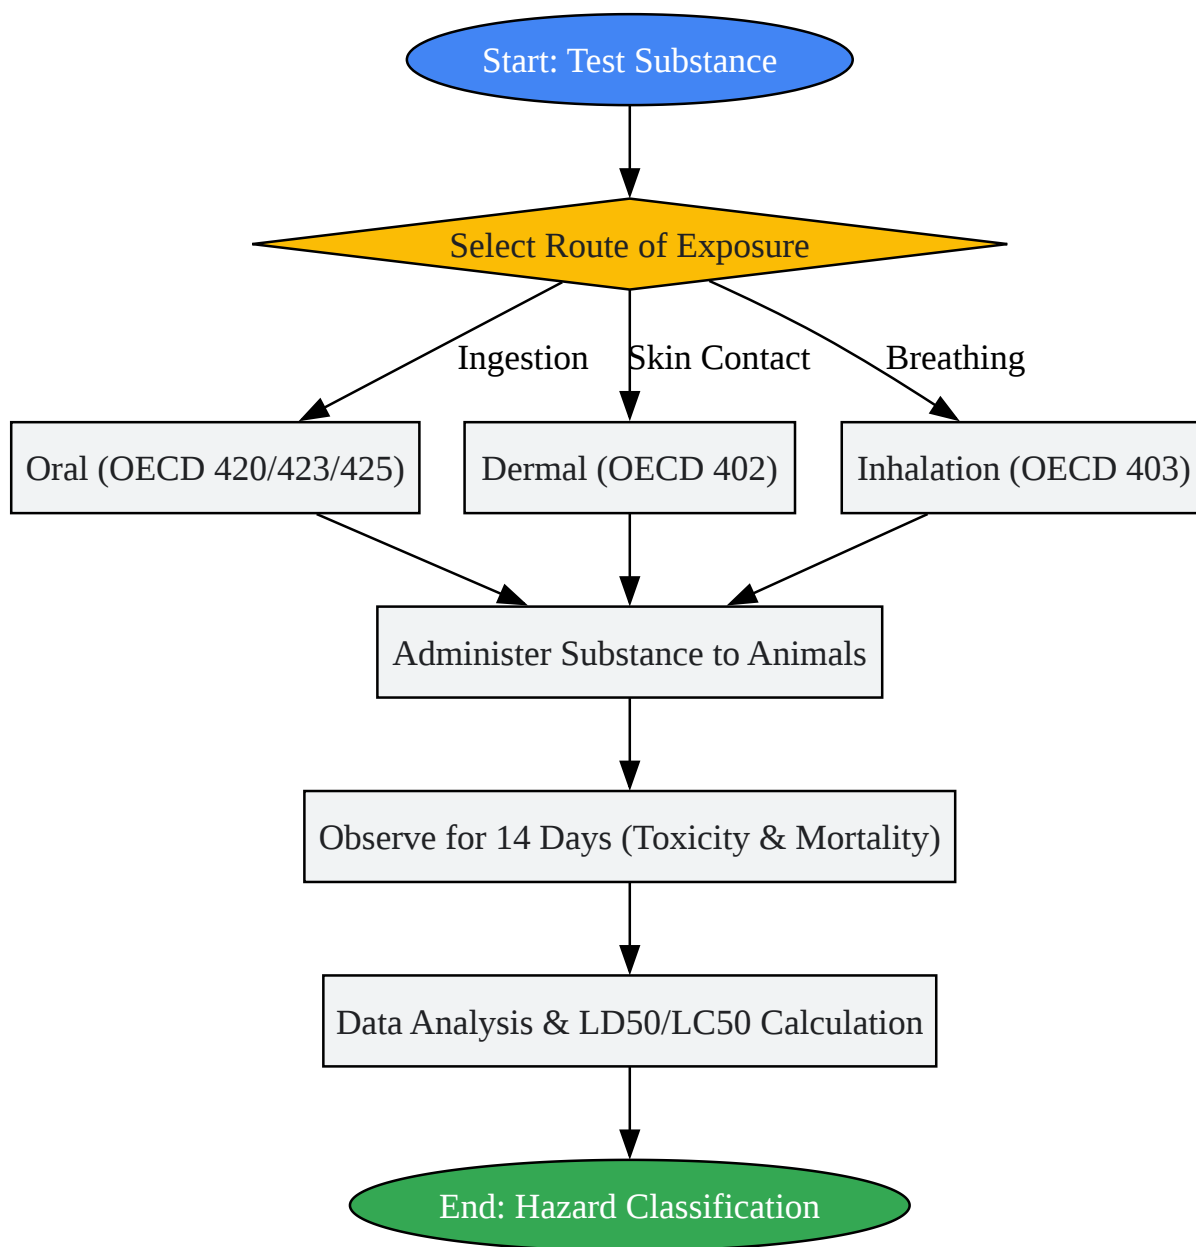 Start: Test Substance
Select Route of Exposure
Ingestion
Skin Contact
Breathing
Oral (OECD 420/423/425)
Dermal (OECD 402)
Inhalation (OECD 403)
Administer Substance to Animals
Observe for 14 Days (Toxicity & Mortality)
Data Analysis & LD50/LC50 Calculation
End: Hazard Classification